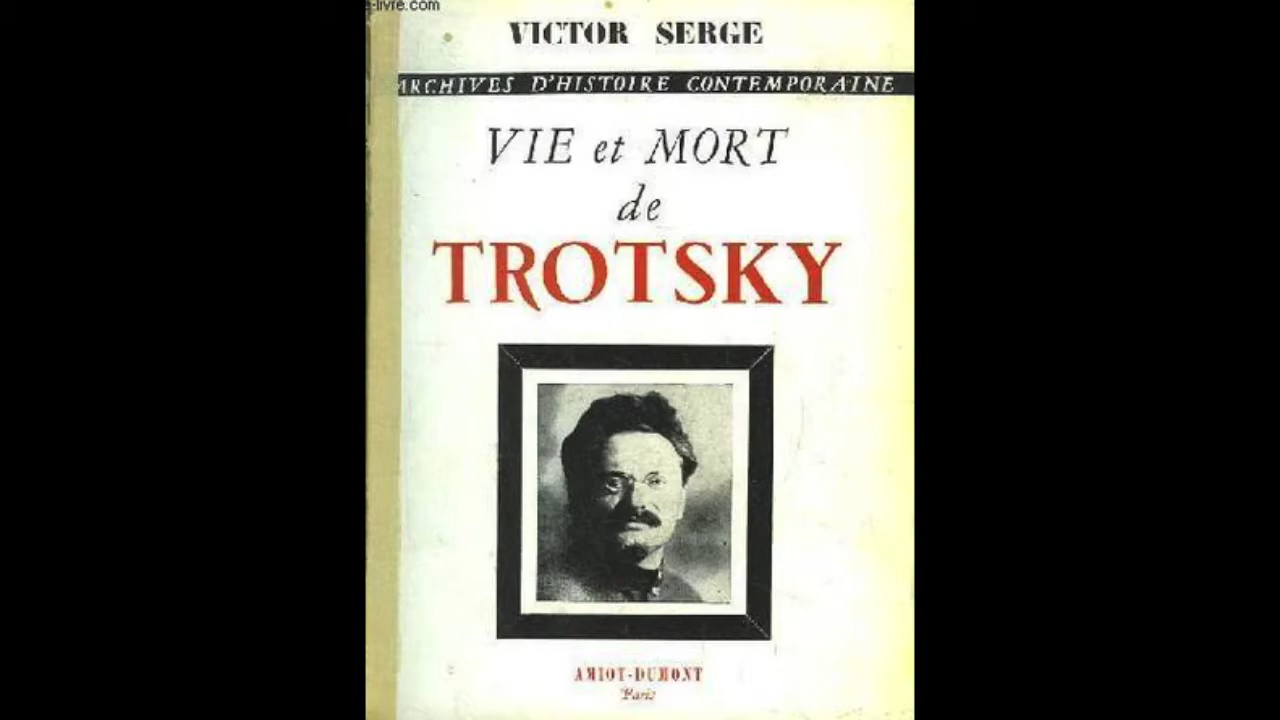 e-livre.com
VICTOR SERGE
ARCHIVES D'HISTOIRE CONTEMPORAINE
VIE et MORT
de
TROTSKY
AMIOT-DUMONT
Paris